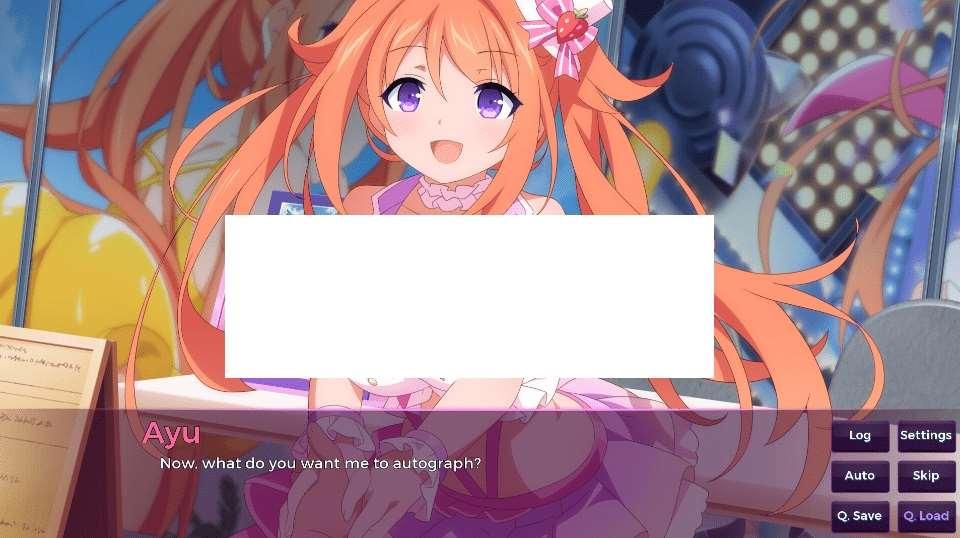 Ayu
Now, what do you want me to autograph?
Log
Settings
Auto
Skip
Q. Save
Q. Load